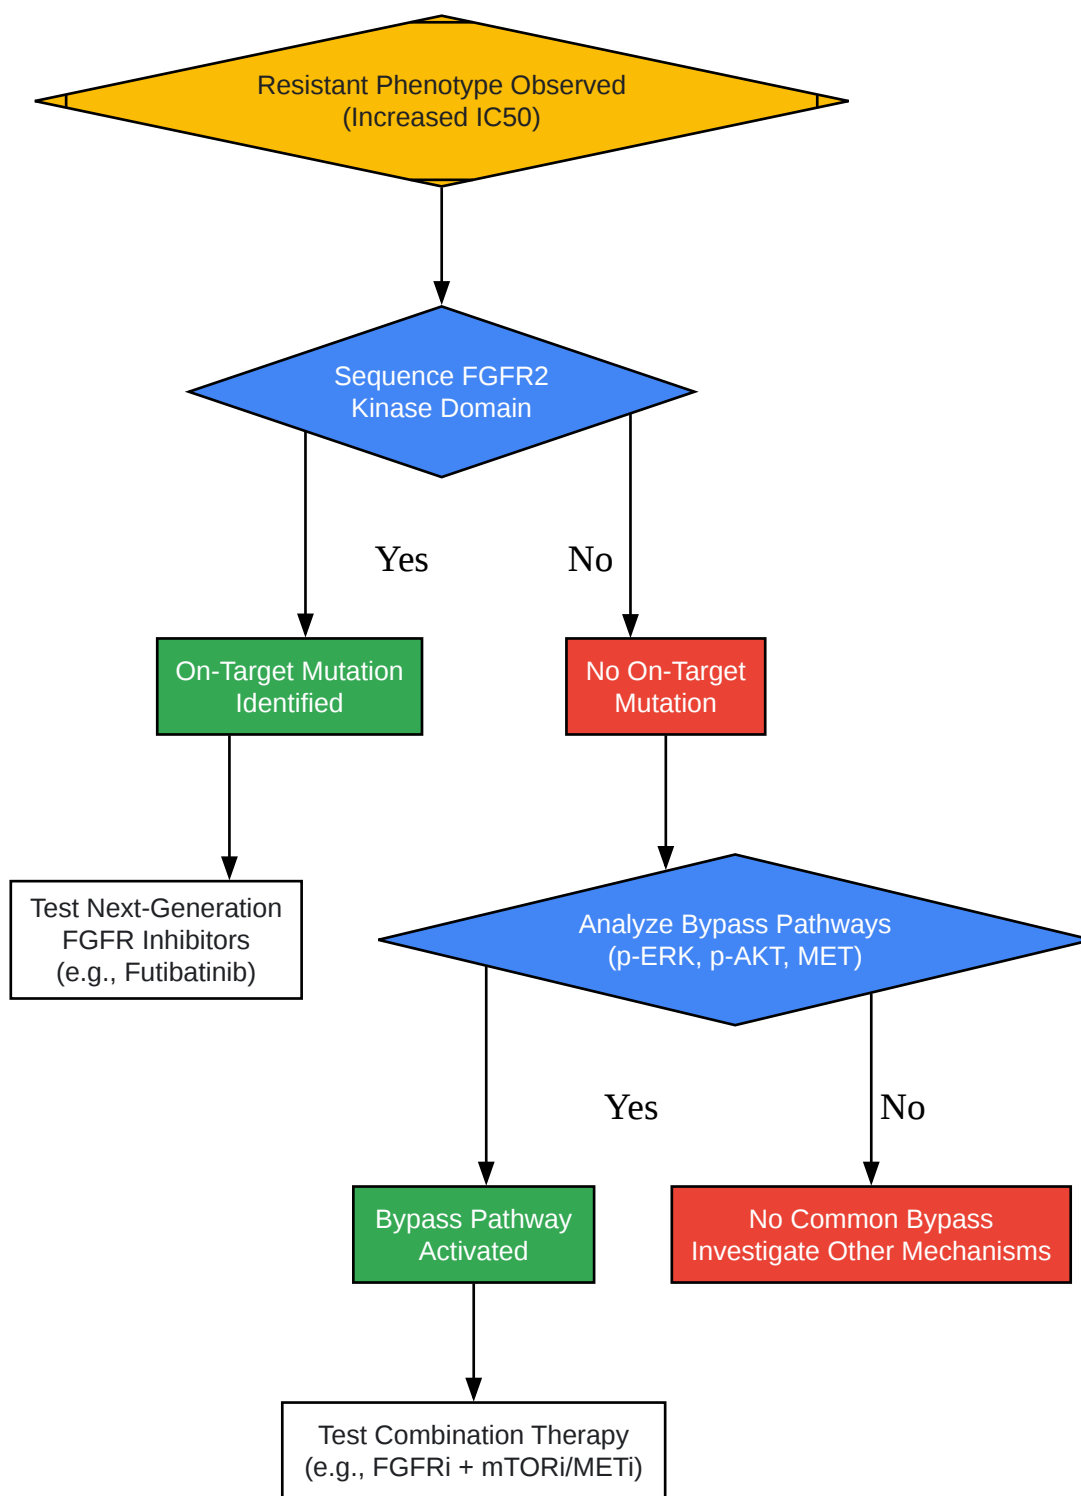 Resistant Phenotype Observed
(Increased IC50)
Sequence FGFR2
Kinase Domain
Yes
No
On-Target Mutation
Identified
No On-Target
Mutation
Test Next-Generation
FGFR Inhibitors
(e.g., Futibatinib)
Analyze Bypass Pathways
(p-ERK, p-AKT, MET)
Yes
No
Bypass Pathway
Activated
No Common Bypass
Investigate Other Mechanisms
Test Combination Therapy
(e.g., FGFRi + mTORi/METi)